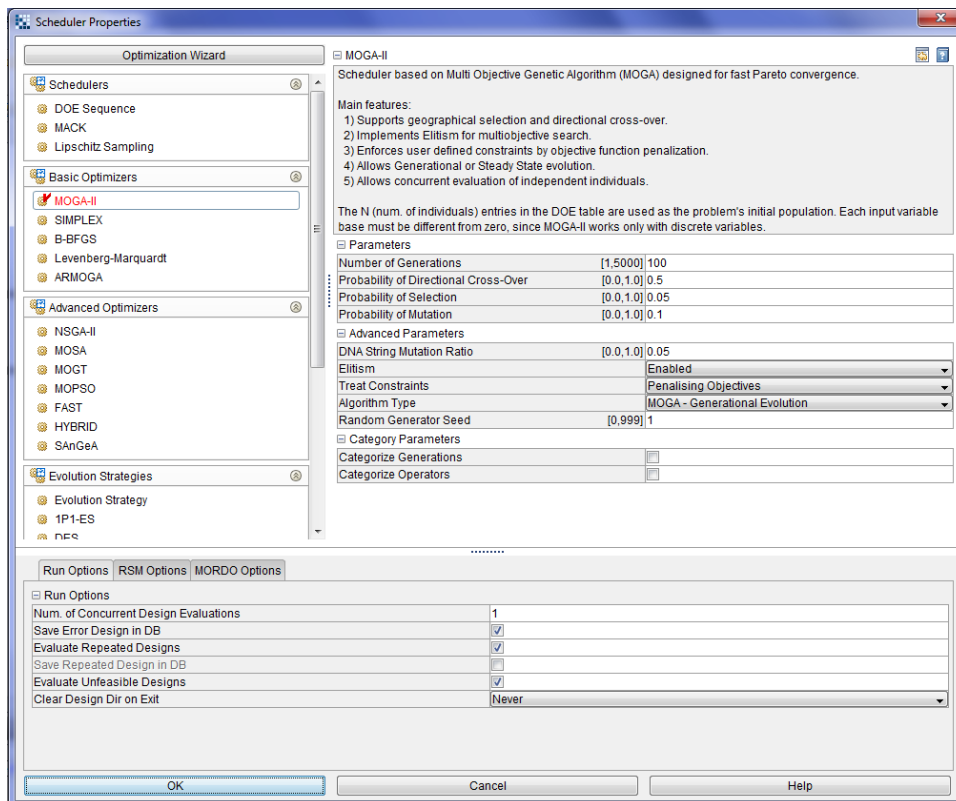 Scheduler Properties
Optimization Wizard
Schedulers
DOE Sequence
MACK
Lipschitz Sampling
Basic Optimizers
MOGA-II
SIMPLEX
B-BFGS
Levenberg-Marquardt
ARMOGA
Advanced Optimizers
NSGA-II
MOSA
MOGT
MOPSO
FAST
HYBRID
SAnGeA
Evolution Strategies
Evolution Strategy
1P1-ES
DES
MOGA-II
Scheduler based on Multi Objective Genetic Algorithm (MOGA) designed for fast Pareto convergence.
Main features:
1) Supports geographical selection and directional cross-over.
2) Implements Elitism for multiobjective search.
3) Enforces user defined constraints by objective function penalization.
4) Allows Generational or Steady State evolution.
5) Allows concurrent evaluation of independent individuals.
The N (num. of individuals) entries in the DOE table are used as the problem's initial population. Each input variable
base must be different from zero, since MOGA-II works only with discrete variables.
Parameters
Number of Generations [1,5000] 100
Probability of Directional Cross-Over [0.0,1.0] 0.5
Probability of Selection [0.0,1.0] 0.05
Probability of Mutation [0.0,1.0] 0.1
Advanced Parameters
DNA String Mutation Ratio [0.0,1.0] 0.05
Elitism Enabled
Treat Constraints Penalising Objectives
Algorithm Type MOGA - Generational Evolution
Random Generator Seed [0,999] 1
Category Parameters
Categorize Generations
Categorize Operators
Run Options RSM Options MORDO Options
Run Options
Num. of Concurrent Design Evaluations 1
Save Error Design in DB
Evaluate Repeated Designs
Save Repeated Design in DB
Evaluate Unfeasible Designs
Clear Design Dir on Exit Never
OK Cancel Help